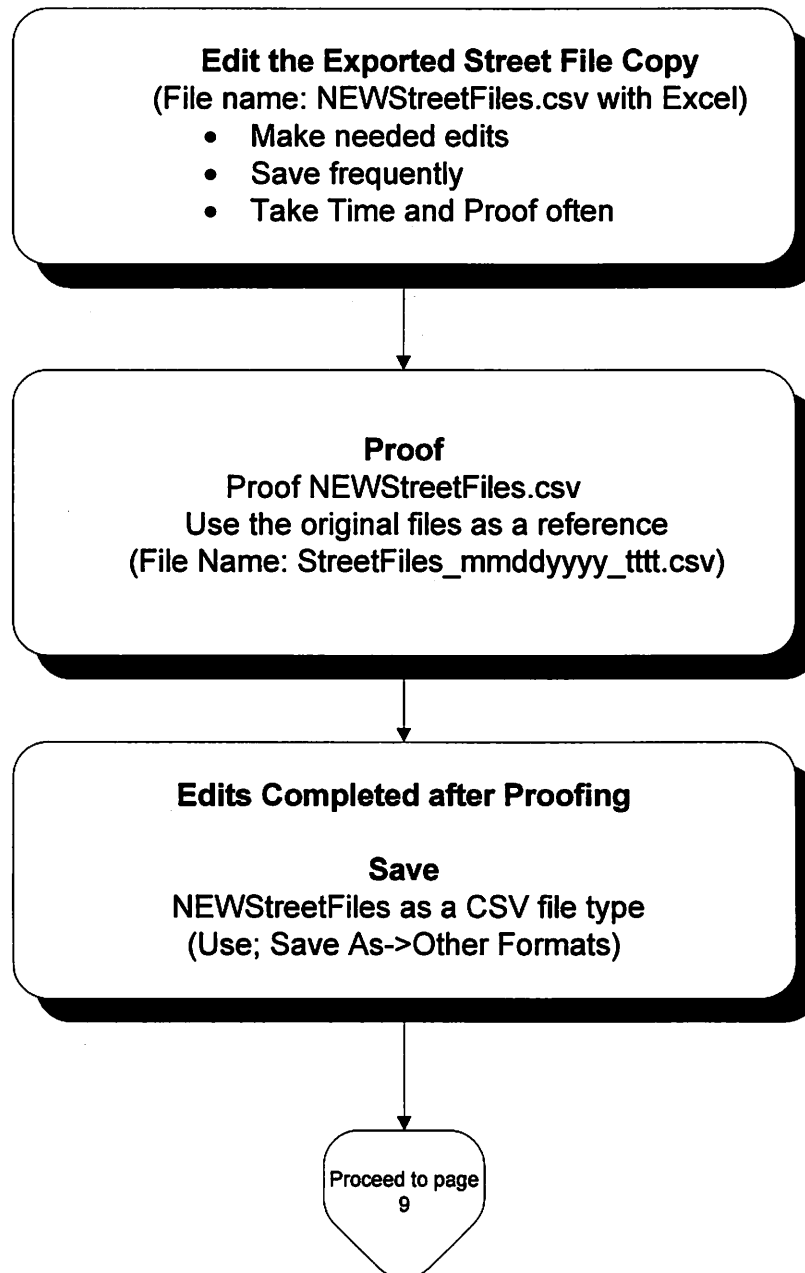 Edit the Exported Street File Copy
(File name: NEWStreetFiles.csv with Excel)
• Make needed edits
• Save frequently
• Take Time and Proof often
Proof
Proof NEWStreetFiles.csv
Use the original files as a reference
(File Name: StreetFiles_mmddyyyy_tttt.csv)
Edits Completed after Proofing
Save
NEWStreetFiles as a CSV file type
(Use; Save As->Other Formats)
Proceed to page
9